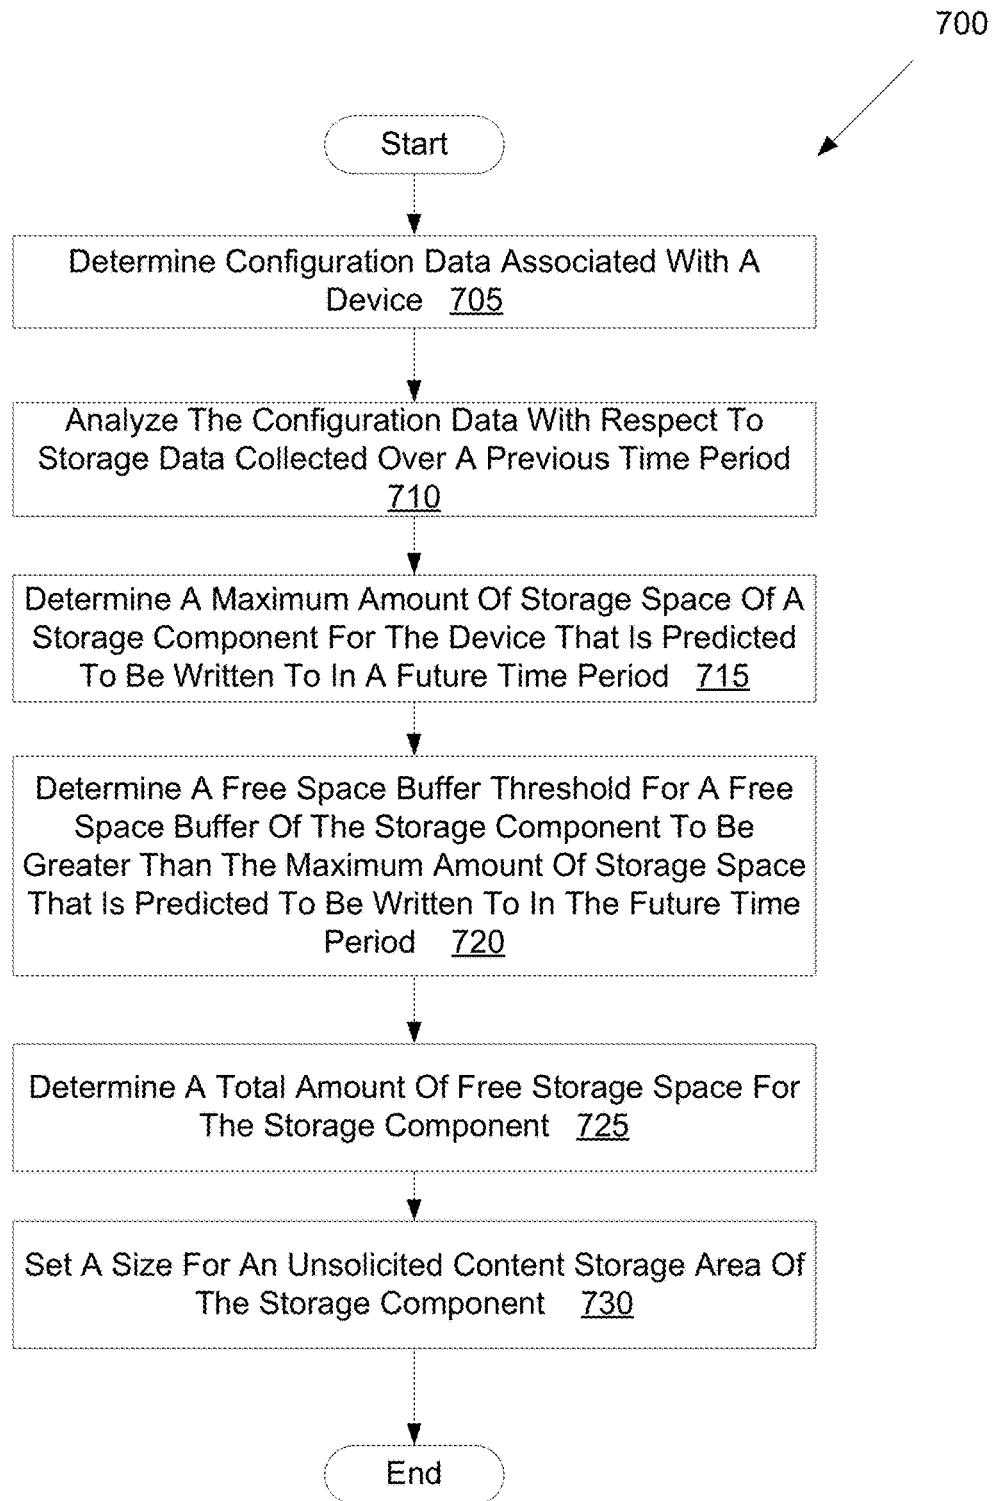 700
Start
Determine Configuration Data Associated With A
Device 705
Analyze The Configuration Data With Respect To
Storage Data Collected Over A Previous Time Period
710
Determine A Maximum Amount Of Storage Space Of A
Storage Component For The Device That Is Predicted
To Be Written To In A Future Time Period 715
Determine A Free Space Buffer Threshold For A Free
Space Buffer Of The Storage Component To Be
Greater Than The Maximum Amount Of Storage Space
That Is Predicted To Be Written To In The Future Time
Period 720
Determine A Total Amount Of Free Storage Space For
The Storage Component 725
Set A Size For An Unsolicited Content Storage Area Of
The Storage Component 730
End